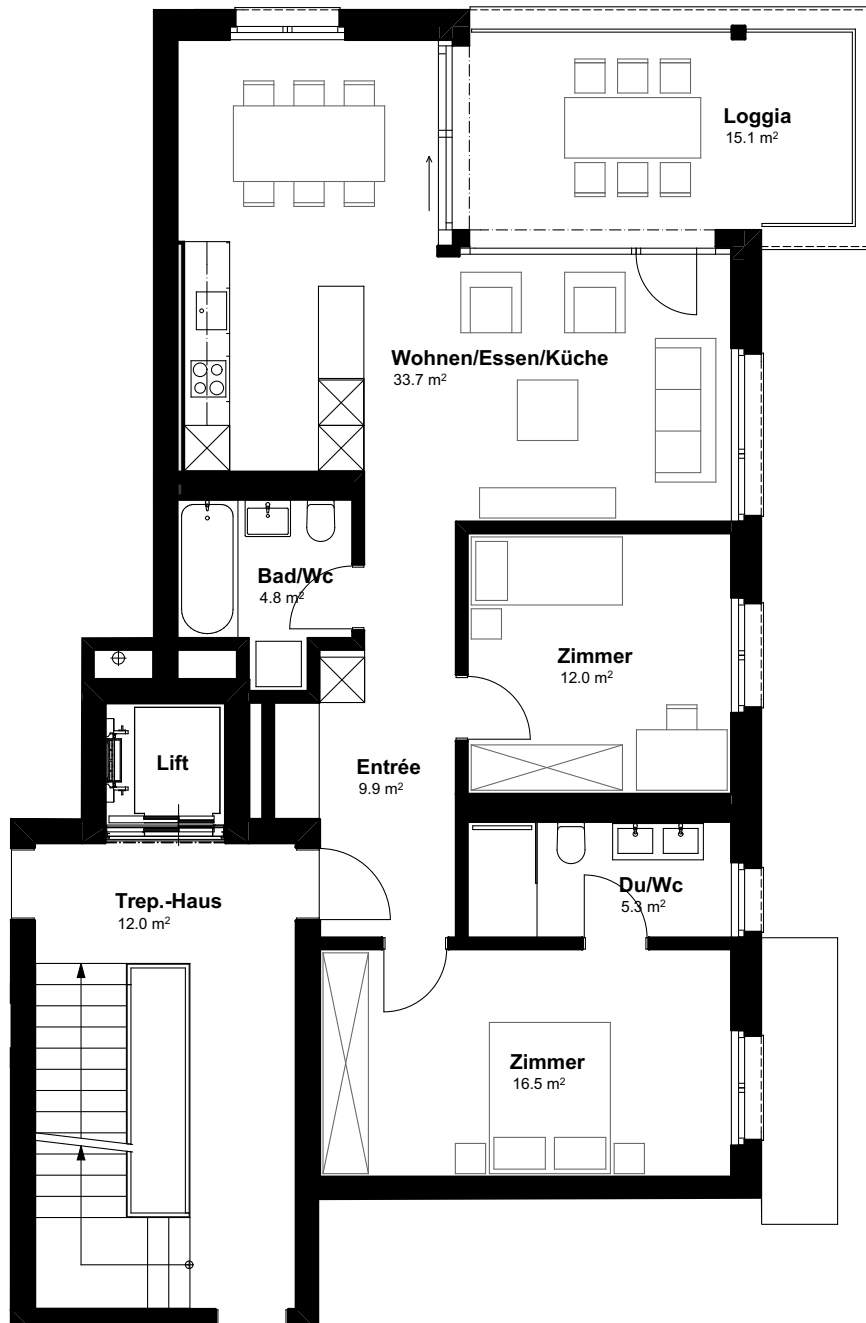 Loggia
15.1 m²
Wohnen/Essen/Küche
33.7 m²
Bad/Wc
4.8 m²
Zimmer
12.0 m²
Lift
Entrée
9.9 m²
Trep.-Haus
12.0 m²
Du/Wc
5.3 m²
Zimmer
16.5 m²